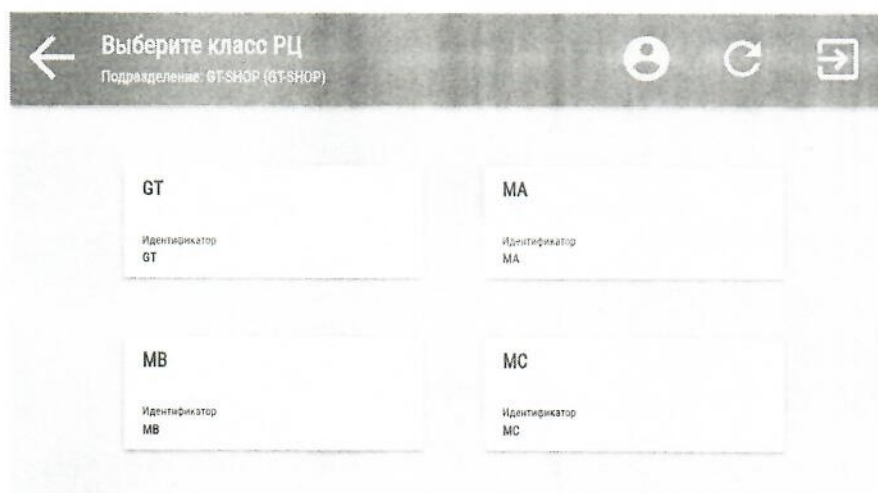 Выберите класс РЦ
Подразделение: GT-SHOP (GT-SHOP)
GT
Идентификатор
GT
MA
Идентификатор
MA
MB
Идентификатор
MB
MC
Идентификатор
MC